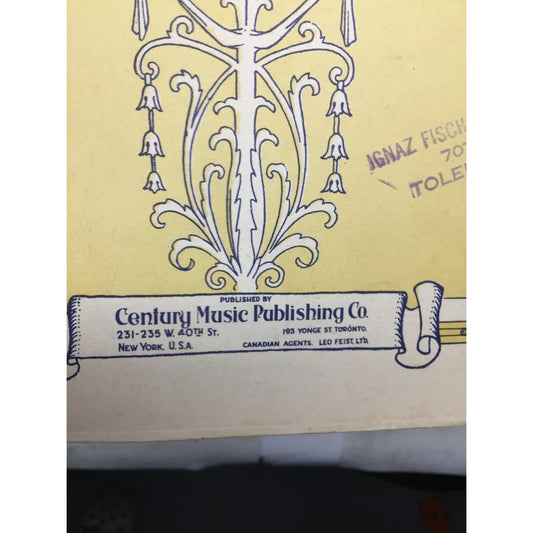 IGNAZ FISCH
707
TOLE
PUBLISHED BY
Century Music Publishing Co.
231-235 W. 40TH ST.
193 YONGE ST. TORONTO.
NEW YORK. U.S.A.
CANADIAN AGENTS. LEO FEIST, LTD.